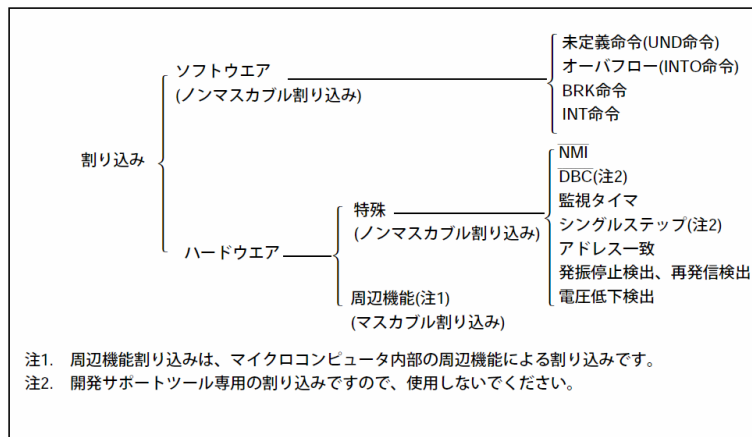 未定義命令(UND命令)
ソフトウエア
オーバフロー(INTO命令)
(ノンマスカブル割り込み)
BRK命令
INT命令
割り込み
NMI
DBC(注2)
監視タイマ
特殊
シングルステップ(注2)
(ノンマスカブル割り込み)
アドレス一致
ハードウエア
発振停止検出、再発信検出
周辺機能(注1)
電圧低下検出
(マスカブル割り込み)
注1. 周辺機能割り込みは、マイクロコンピュータ内部の周辺機能による割り込みです。
注2. 開発サポートツール専用の割り込みですので、使用しないでください。